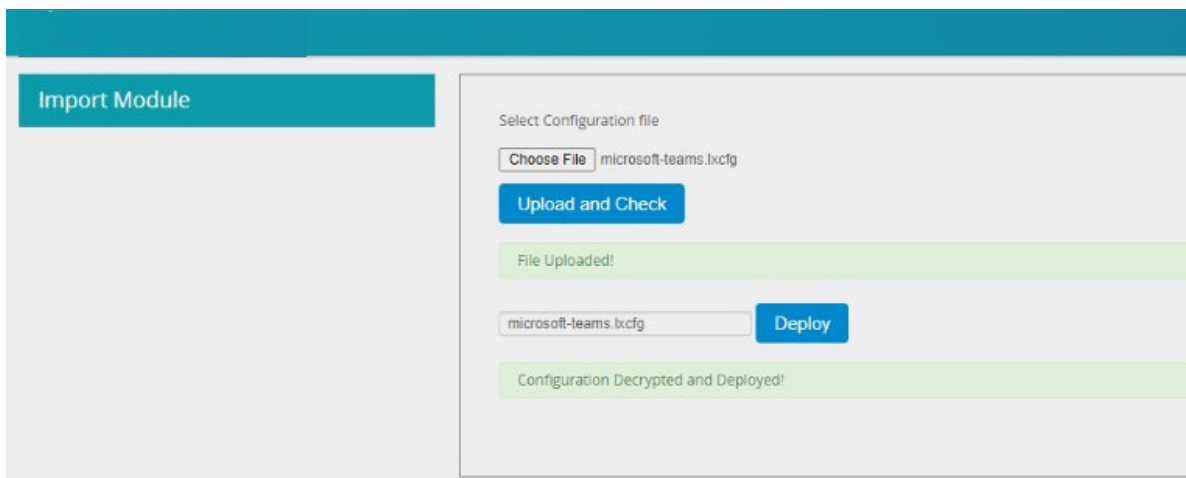 Import Module
Select Configuration file
Choose File microsoft-teams.lxcfg
Upload and Check
File Uploaded!
microsoft-teams.lxcfg Deploy
Configuration Decrypted and Deployed!